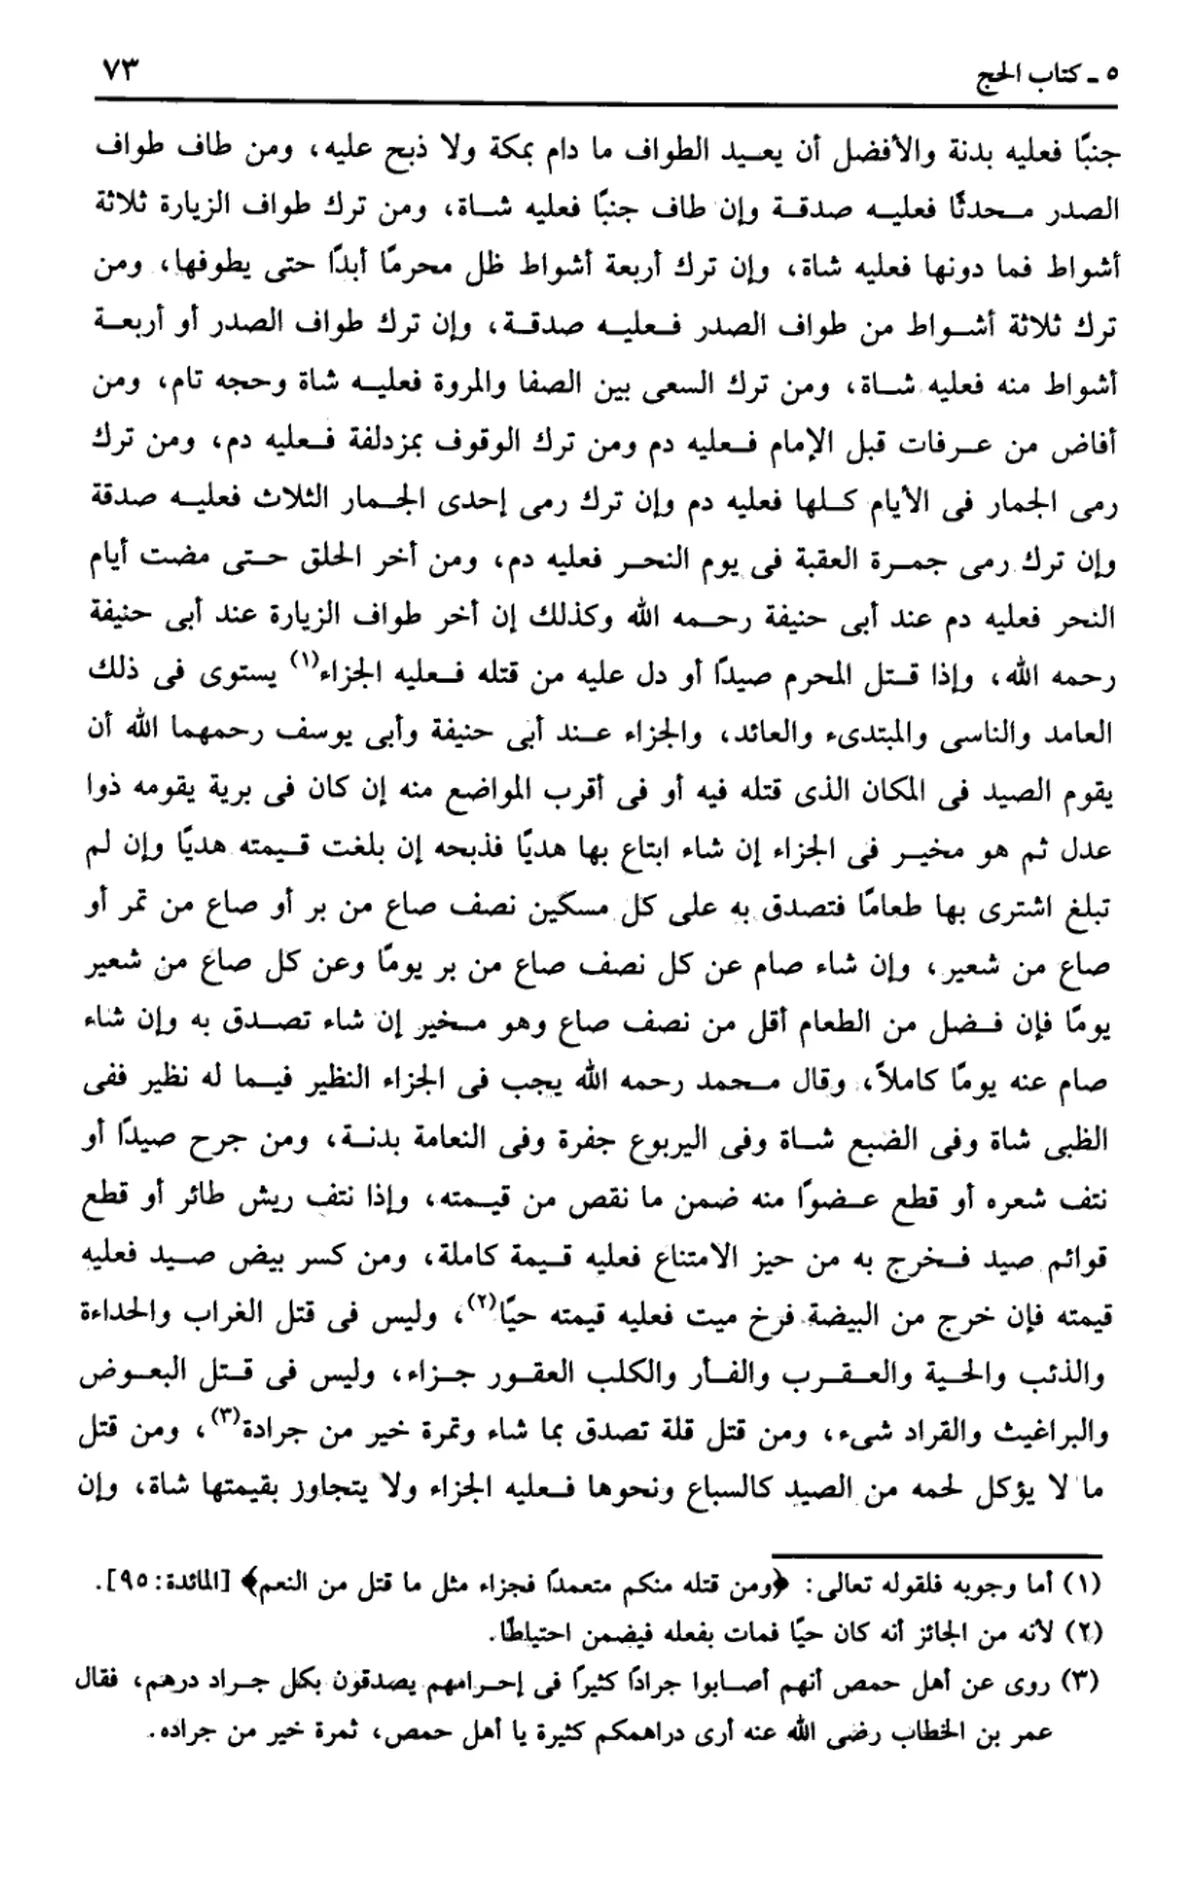 ٥ ـ كتاب الحج ٧٣
جنبًا فعليه بدنة والأفضل أن يعيد الطواف ما دام بمكة ولا ذبح عليه، ومن طاف طواف
الصدر محدثًا فعليه صدقة وإن طاف جنبًا فعليه شاة، ومن ترك طواف الزيارة ثلاثة
أشواط فما دونها فعليه شاة، وإن ترك أربعة أشواط ظل محرمًا أبدًا حتى يطوفها، ومن
ترك ثلاثة أشواط من طواف الصدر فعليه صدقة، وإن ترك طواف الصدر أو أربعة
أشواط منه فعليه شاة، ومن ترك السعى بين الصفا والمروة فعليه شاة وحجه تام، ومن
أفاض من عرفات قبل الإمام فعليه دم ومن ترك الوقوف بمزدلفة فعليه دم، ومن ترك
رمى الجمار فى الأيام كلها فعليه دم وإن ترك رمى إحدى الجمار الثلاث فعليه صدقة
وإن ترك رمى جمرة العقبة فى يوم النحر فعليه دم، ومن أخر الحلق حتى مضت أيام
النحر فعليه دم عند أبى حنيفة رحمه الله وكذلك إن أخر طواف الزيارة عند أبى حنيفة
رحمه الله، وإذا قتل المحرم صيدًا أو دل عليه من قتله فعليه الجزاء(١) يستوى فى ذلك
العامد والناسى والمبتدىء والعائد، والجزاء عند أبى حنيفة وأبى يوسف رحمهما الله أن
يقوم الصيد فى المكان الذى قتله فيه أو فى أقرب المواضع منه إن كان فى برية يقومه ذوا
عدل ثم هو مخير فى الجزاء إن شاء ابتاع بها هديًا فذبحه إن بلغت قيمته هديًا وإن لم
تبلغ اشترى بها طعامًا فتصدق به على كل مسكين نصف صاع من بر أو صاع من تمر أو
صاع من شعير، وإن شاء صام عن كل نصف صاع من بر يومًا وعن كل صاع من شعير
يومًا فإن فضل من الطعام أقل من نصف صاع وهو مخير إن شاء تصدق به وإن شاء
صام عنه يومًا كاملاً، وقال محمد رحمه الله يجب فى الجزاء النظير فيما له نظير ففى
الظبى شاة وفى الضبع شاة وفى اليربوع جفرة وفى النعامة بدنة، ومن جرح صيدًا أو
نتف شعره أو قطع عضوًا منه ضمن ما نقص من قيمته، وإذا نتف ريش طائر أو قطع
قوائم صيد فخرج به من حيز الامتناع فعليه قيمة كاملة، ومن كسر بيض صيد فعليه
قيمته فإن خرج من البيضة فرخ ميت فعليه قيمته حيًا(٢)، وليس فى قتل الغراب والحداءة
والذئب والحية والعقرب والفأر والكلب العقور جزاء، وليس فى قتل البعوض
والبراغيث والقراد شىء، ومن قتل قلة تصدق بما شاء وتمرة خير من جرادة(٣)، ومن قتل
ما لا يؤكل لحمه من الصيد كالسباع ونحوها فعليه الجزاء ولا يتجاوز بقيمتها شاة، وإن
(١) أما وجوبه فلقوله تعالى: ﴿ومن قتله منكم متعمدًا فجزاء مثل ما قتل من النعم﴾ [المائدة: ٩٥].
(٢) لأنه من الجائز أنه كان حيًا فمات بفعله فيضمن احتياطًا.
(٣) روى عن أهل حمص أنهم أصابوا جرادًا كثيرًا فى إحرامهم يصدقون بكل جراد درهم، فقال
عمر بن الخطاب رضى الله عنه أرى دراهمكم كثيرة يا أهل حمص، ثمرة خير من جراده.